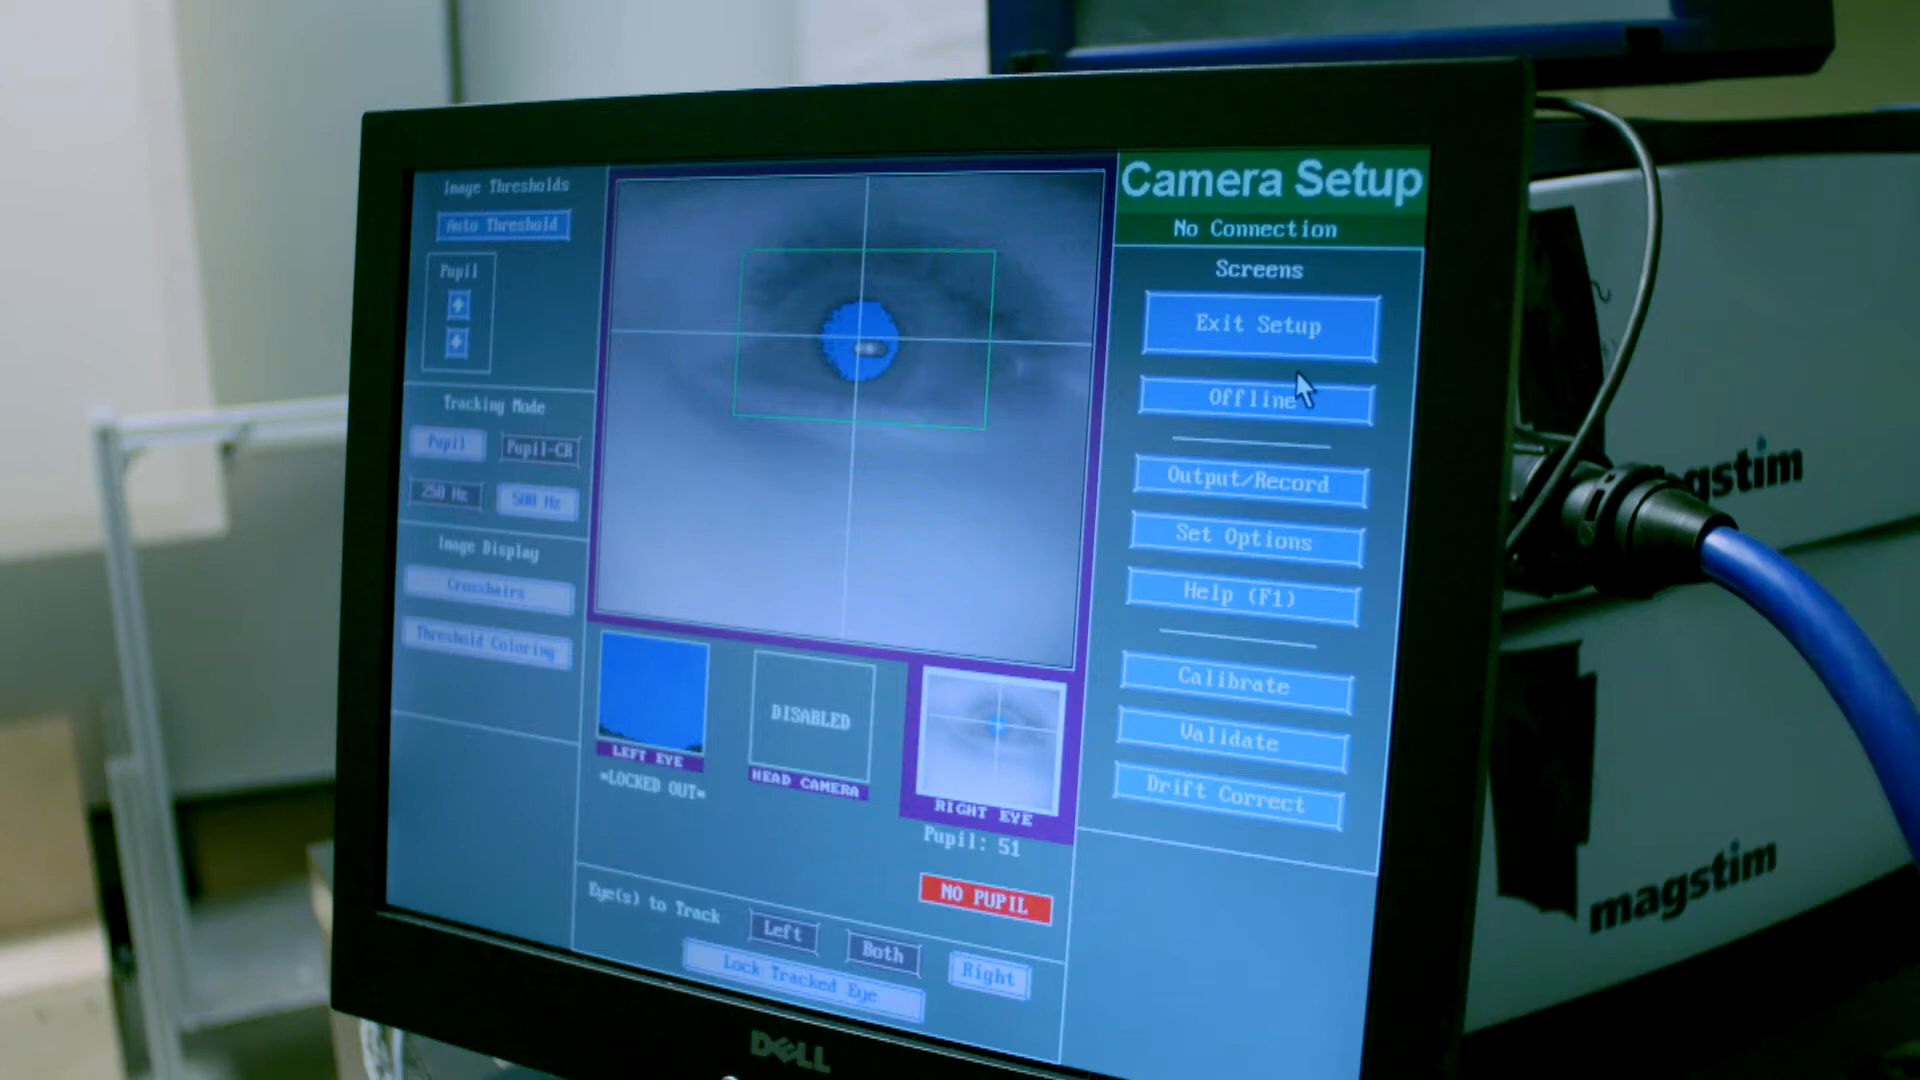 Image Thresholds
Auto Threshold
Pupil
Tracking Mode
Pupil
Pupil-CR
250 Hz
500 Hz
Image Display
Crosshairs
Threshold Coloring
LEFT EYE
*LOCKED OUT*
DISABLED
HEAD CAMERA
RIGHT EYE
Pupil: 51
NO PUPIL
Eye(s) to Track
Left
Both
Right
Lock Tracked Eye
Camera Setup
No Connection
Screens
Exit Setup
Offline
Output/Record
Set Options
Help (F1)
Calibrate
Validate
Drift Correct
DELL
magstim
magstim